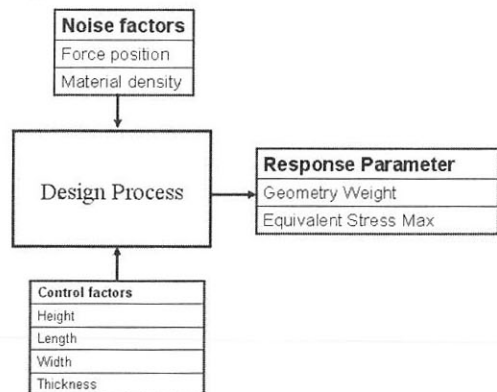 Noise factors
Force position
Material density
Design Process
Response Parameter
Geometry Weight
Equivalent Stress Max
Control factors
Height
Length
Width
Thickness